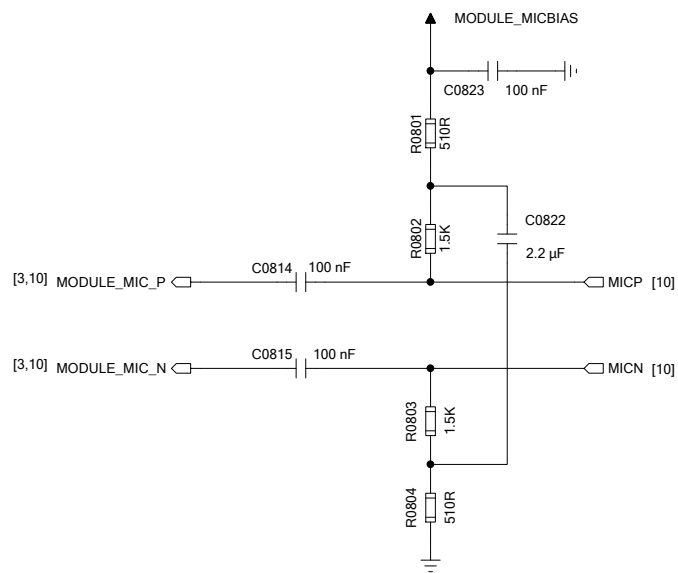 MODULE_MICBIAS
C0823 100 nF
R0801
510R
R0802
1.5K
C0822
2.2 µF
C0814 100 nF
[3,10] MODULE_MIC_P
MICP [10]
C0815 100 nF
[3,10] MODULE_MIC_N
MICN [10]
R0803
1.5K
R0804
510R